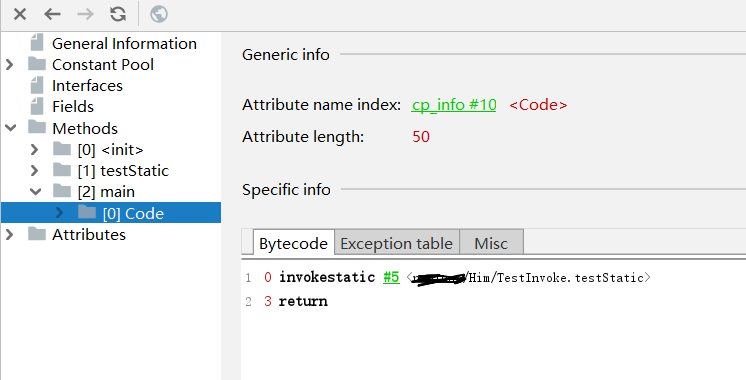 General Information
Constant Pool
Interfaces
Fields
Methods
[0] <init>
[1] testStatic
[2] main
[0] Code
Attributes
Generic info
Attribute name index: cp_info #10 <Code>
Attribute length: 50
Specific info
Bytecode Exception table Misc
1 0 invokestatic #5 < /Him/TestInvoke.testStatic>
2 3 return